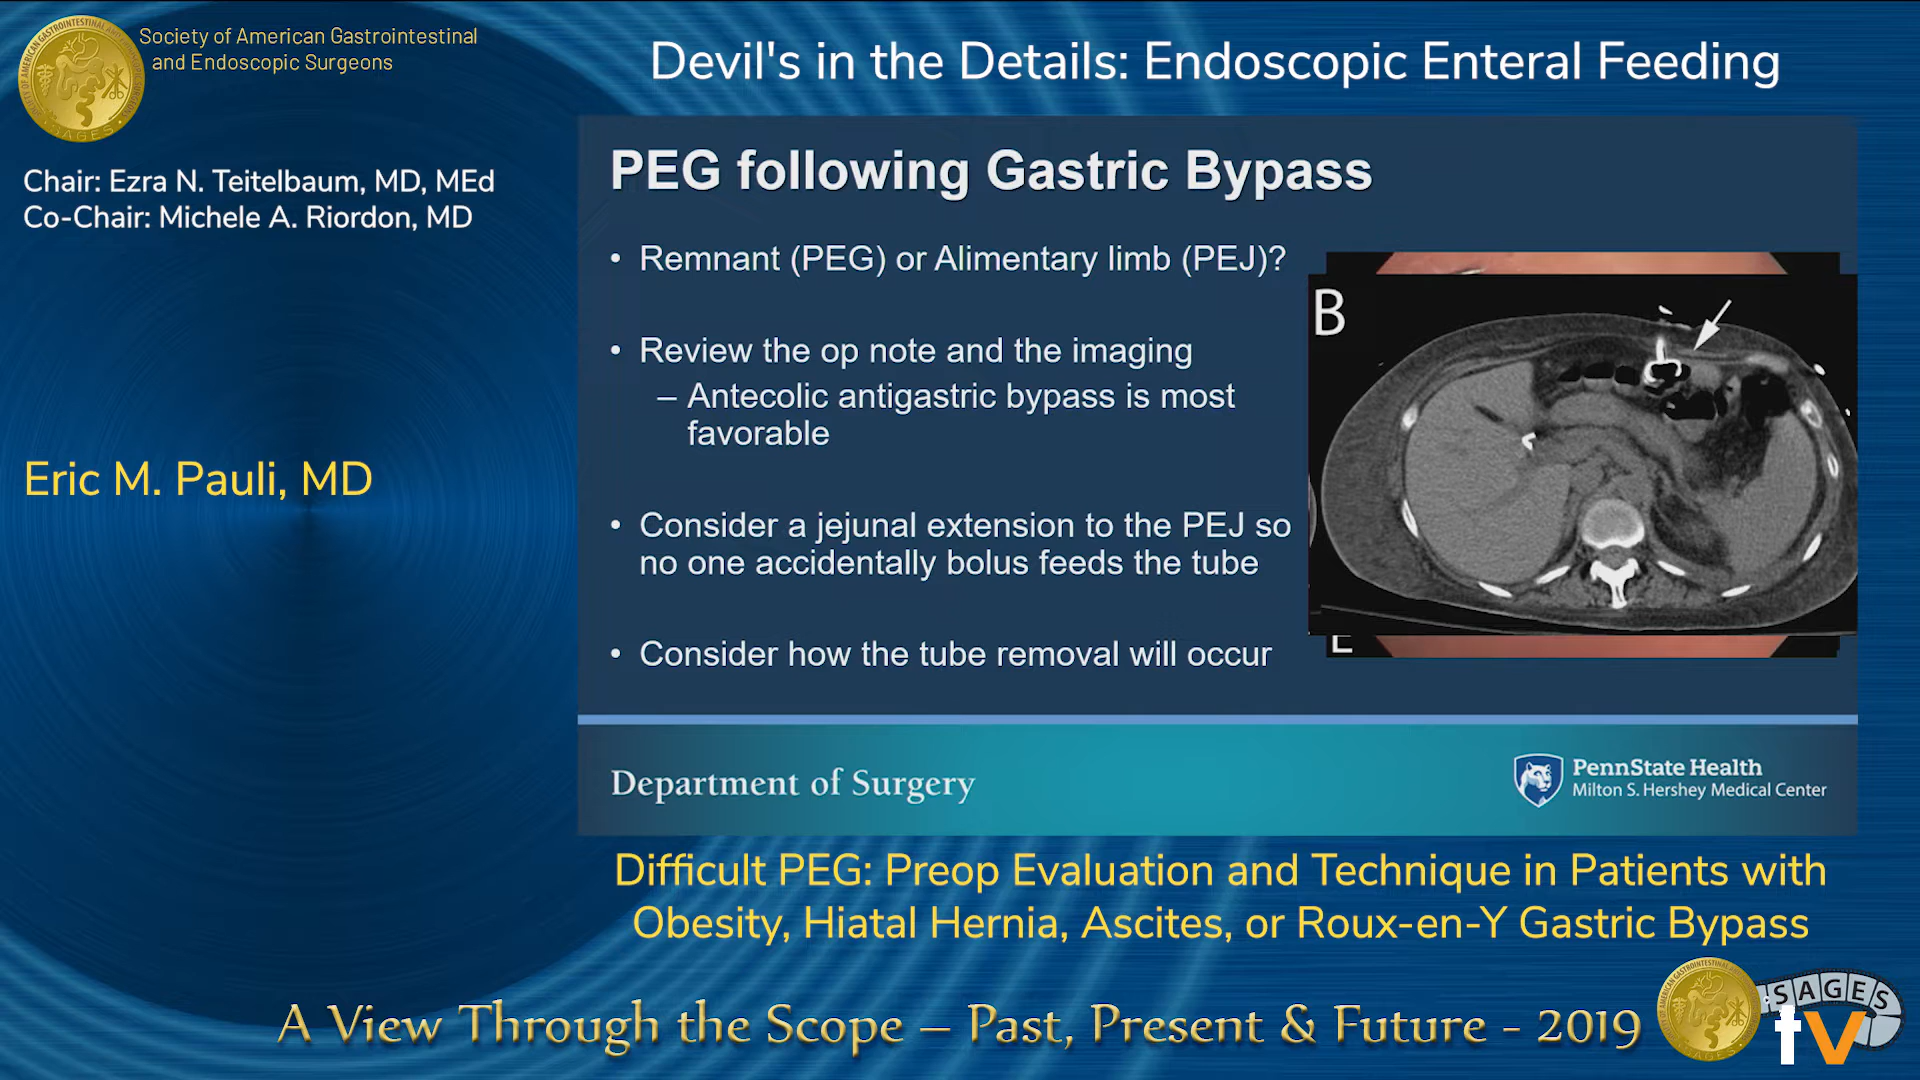 Society of American Gastrointestinal
and Endoscopic Surgeons
Devil's in the Details: Endoscopic Enteral Feeding
Chair: Ezra N. Teitelbaum, MD, MEd
Co-Chair: Michele A. Riordon, MD
Eric M. Pauli, MD
PEG following Gastric Bypass
• Remnant (PEG) or Alimentary limb (PEJ)?
• Review the op note and the imaging
– Antecolic antigastric bypass is most
favorable
• Consider a jejunal extension to the PEJ so
no one accidentally bolus feeds the tube
• Consider how the tube removal will occur
B
Department of Surgery
PennState Health
Milton S. Hershey Medical Center
Difficult PEG: Preop Evaluation and Technique in Patients with
Obesity, Hiatal Hernia, Ascites, or Roux-en-Y Gastric Bypass
A View Through the Scope – Past, Present & Future - 2019
SAGES
tv